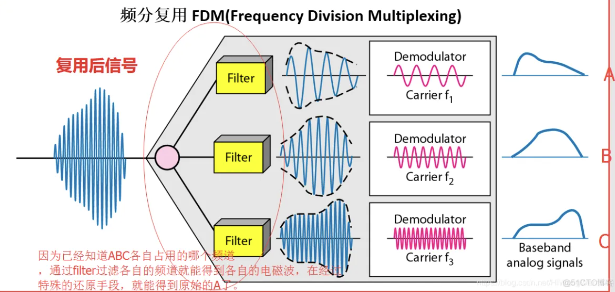 频分复用 FDM(Frequency Division Multiplexing)
复用后信号
Filter
Demodulator
Carrier f1
A
Filter
Demodulator
Carrier f2
B
Filter
Demodulator
Carrier f3
C
Baseband
analog signals
因为已经知道ABC各自占用的哪个频道
，通过filter过滤各自的频道就能得到各自的电磁波，在经过
特殊的还原手段，就能得到原始的A了。
@51CTO博客